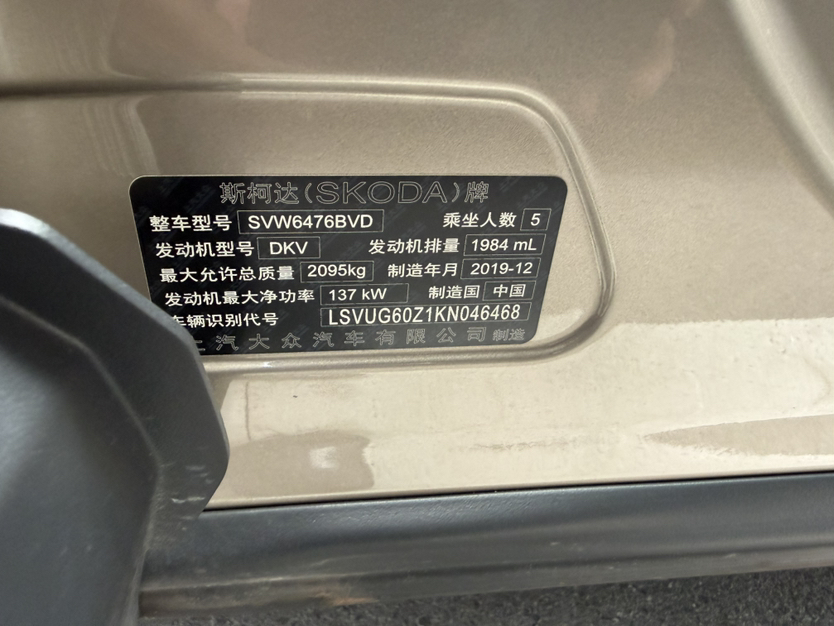 斯柯达(SKODA)牌
整车型号 SVW6476BVD 乘坐人数 5
发动机型号 DKV 发动机排量 1984 mL
最大允许总质量 2095kg 制造年月 2019-12
发动机最大净功率 137 kW 制造国 中国
车辆识别代号 LSVUG60Z1KN046468
上汽大众汽车有限公司 制造